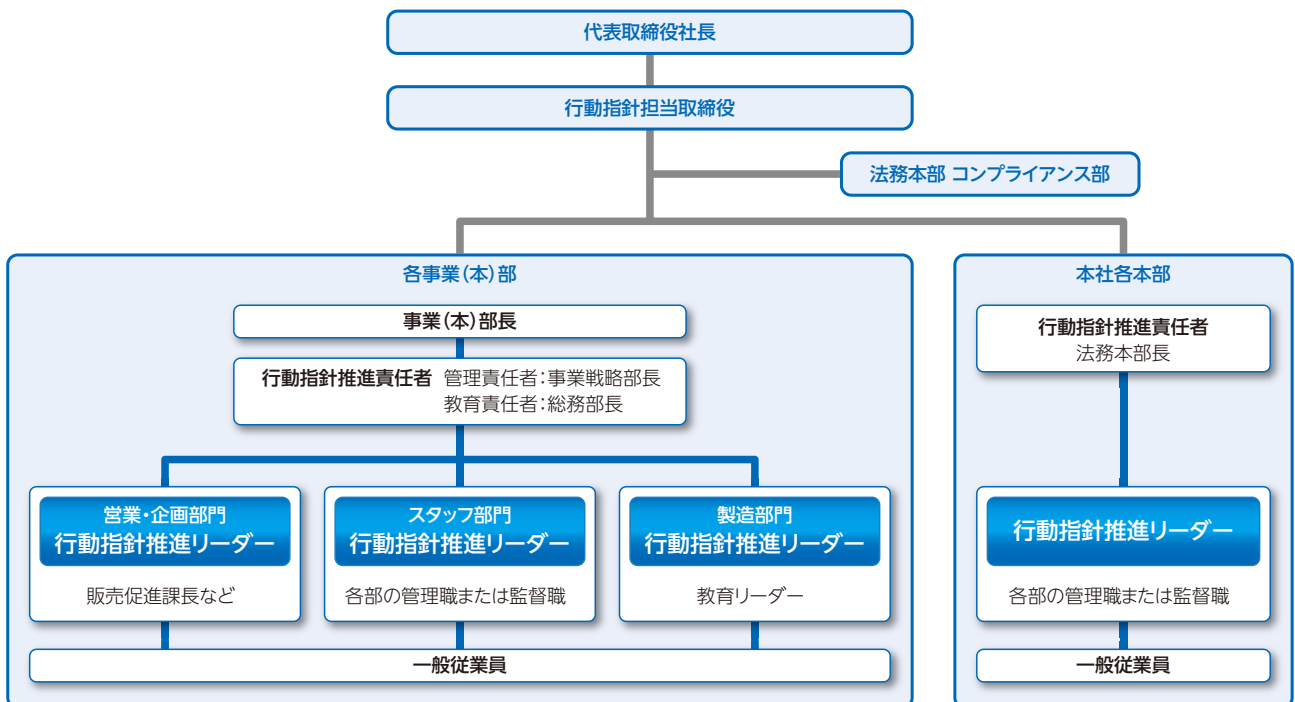 代表取締役社長
行動指針担当取締役
法務本部 コンプライアンス部
各事業(本)部
事業(本)部長
行動指針推進責任者 管理責任者:事業戦略部長
教育責任者:総務部長
営業・企画部門
行動指針推進リーダー
販売促進課長など
スタッフ部門
行動指針推進リーダー
各部の管理職または監督職
製造部門
行動指針推進リーダー
教育リーダー
一般従業員
本社各本部
行動指針推進責任者
法務本部長
行動指針推進リーダー
各部の管理職または監督職
一般従業員